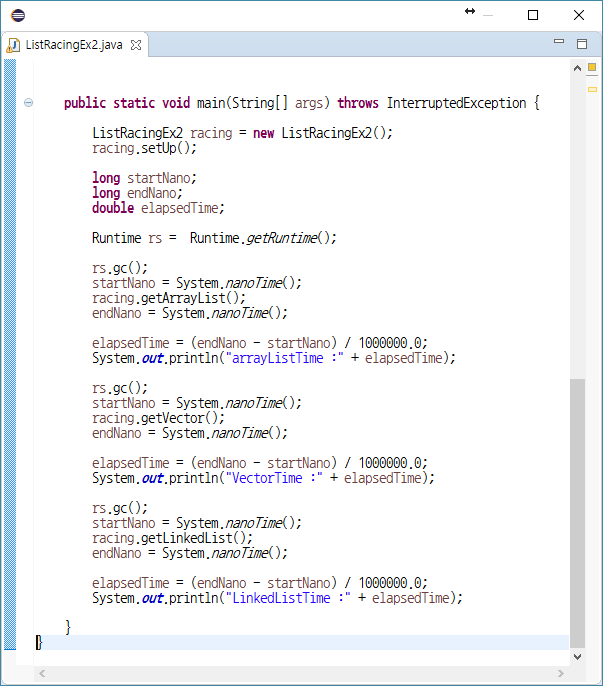 ListRacingEx2.java
public static void main(String[] args) throws InterruptedException {
ListRacingEx2 racing = new ListRacingEx2();
racing.setUp();
long startNano;
long endNano;
double elapsedTime;
Runtime rs =  Runtime.getRuntime();
rs.gc();
startNano = System.nanoTime();
racing.getArrayList();
endNano = System.nanoTime();
elapsedTime = (endNano - startNano) / 1000000.0;
System.out.println("arrayListTime :" + elapsedTime);
rs.gc();
startNano = System.nanoTime();
racing.getVector();
endNano = System.nanoTime();
elapsedTime = (endNano - startNano) / 1000000.0;
System.out.println("VectorTime :" + elapsedTime);
rs.gc();
startNano = System.nanoTime();
racing.getLinkedList();
endNano = System.nanoTime();
elapsedTime = (endNano - startNano) / 1000000.0;
System.out.println("LinkedListTime :" + elapsedTime);
}
}